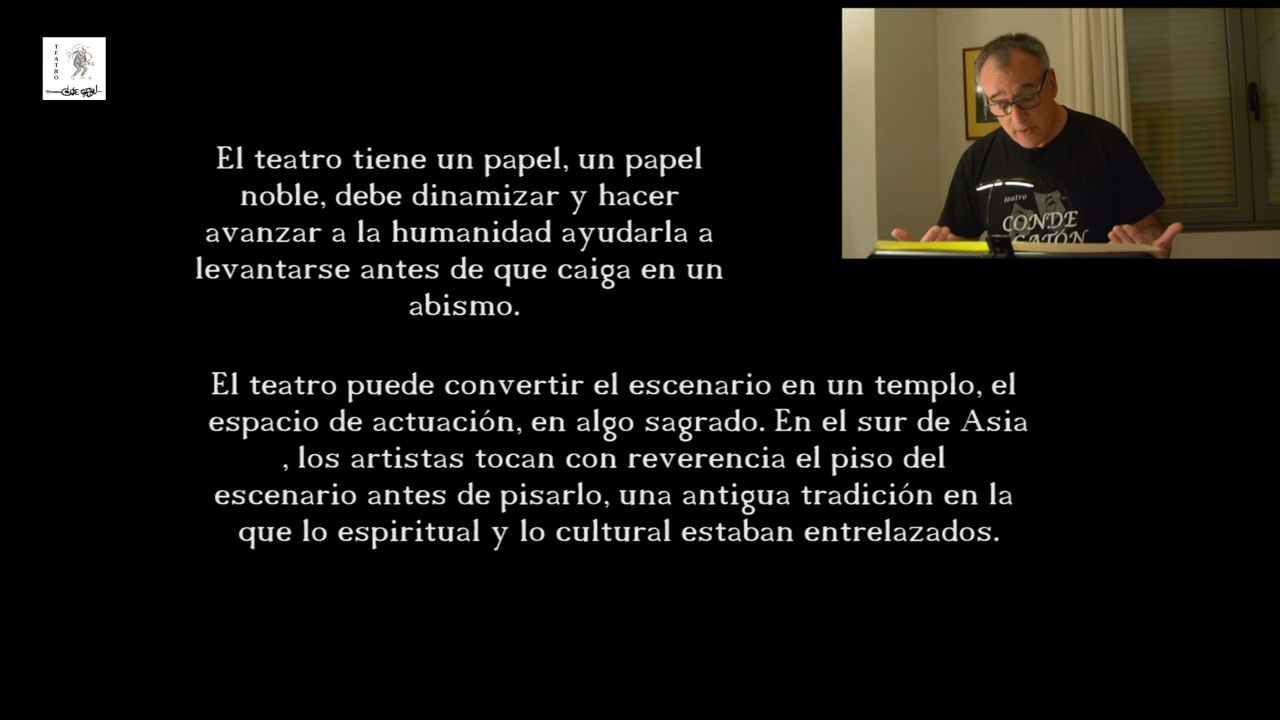 TEATRO
CONDE GATÓN
El teatro tiene un papel, un papel
noble, debe dinamizar y hacer
avanzar a la humanidad ayudarla a
levantarse antes de que caiga en un
abismo.
El teatro puede convertir el escenario en un templo, el
espacio de actuación, en algo sagrado. En el sur de Asia
, los artistas tocan con reverencia el piso del
escenario antes de pisarlo, una antigua tradición en la
que lo espiritual y lo cultural estaban entrelazados.
teatro
CONDE
GATÓN